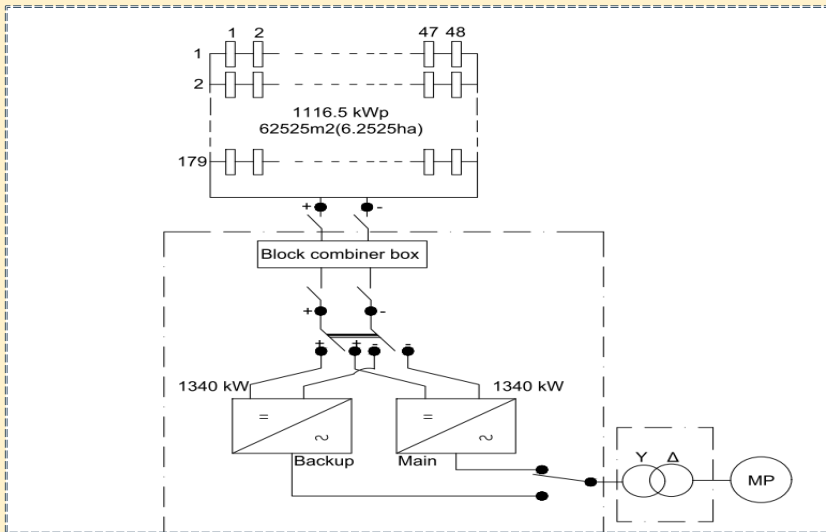 1 2 47 48
1
2
1116.5 kWp
62525m2(6.2525ha)
179
+ -
Block combiner box
+ -
+ + - -
1340 kW 1340 kW
= =
~ ~
Backup Main
Y Δ
MP